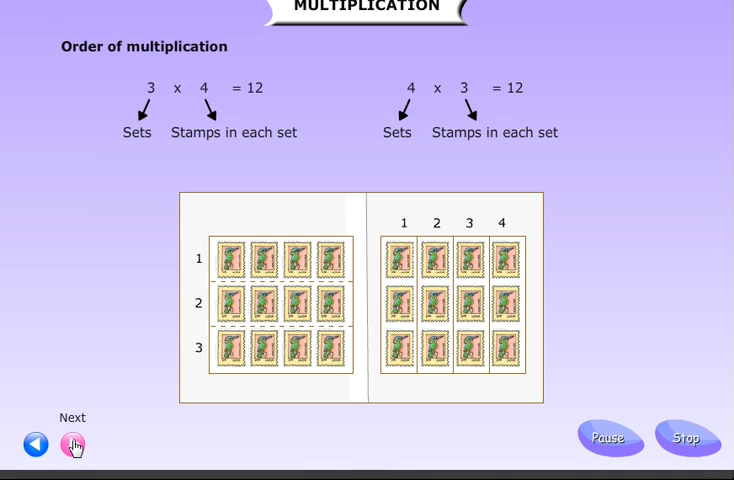 MULTIPLICATION
Order of multiplication
3 x 4 = 12
Sets Stamps in each set
4 x 3 = 12
Sets Stamps in each set
1 2 3 4
1
2
3
Next
Pause
Stop